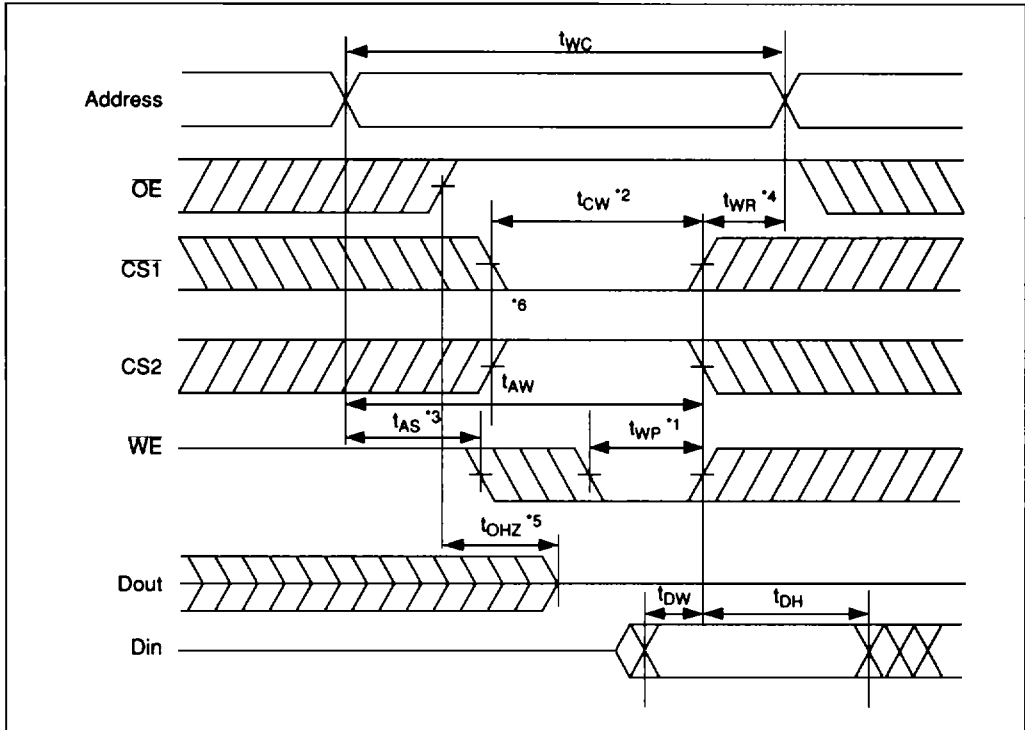 tWC
Address
OE
tCW *2
tWR *4
CS1
*6
CS2
tAW
tAS *3
tWP *1
WE
tOHZ *5
Dout
tDW
tDH
Din